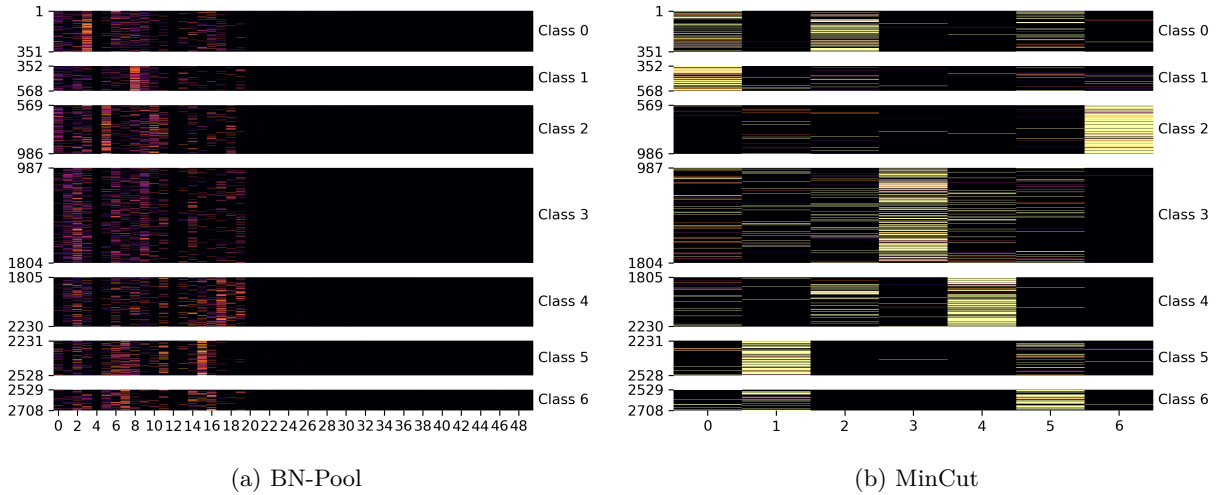 1
351
Class 0
352
568
Class 1
569
986
Class 2
987
1804
Class 3
1805
2230
Class 4
2231
2528
Class 5
2529
2708
Class 6
0 2 4 6 8 10 12 14 16 18 20 22 24 26 28 30 32 34 36 38 40 42 44 46 48
(a) BN-Pool
1
351
Class 0
352
568
Class 1
569
986
Class 2
987
1804
Class 3
1805
2230
Class 4
2231
2528
Class 5
2529
2708
Class 6
0 1 2 3 4 5 6
(b) MinCut